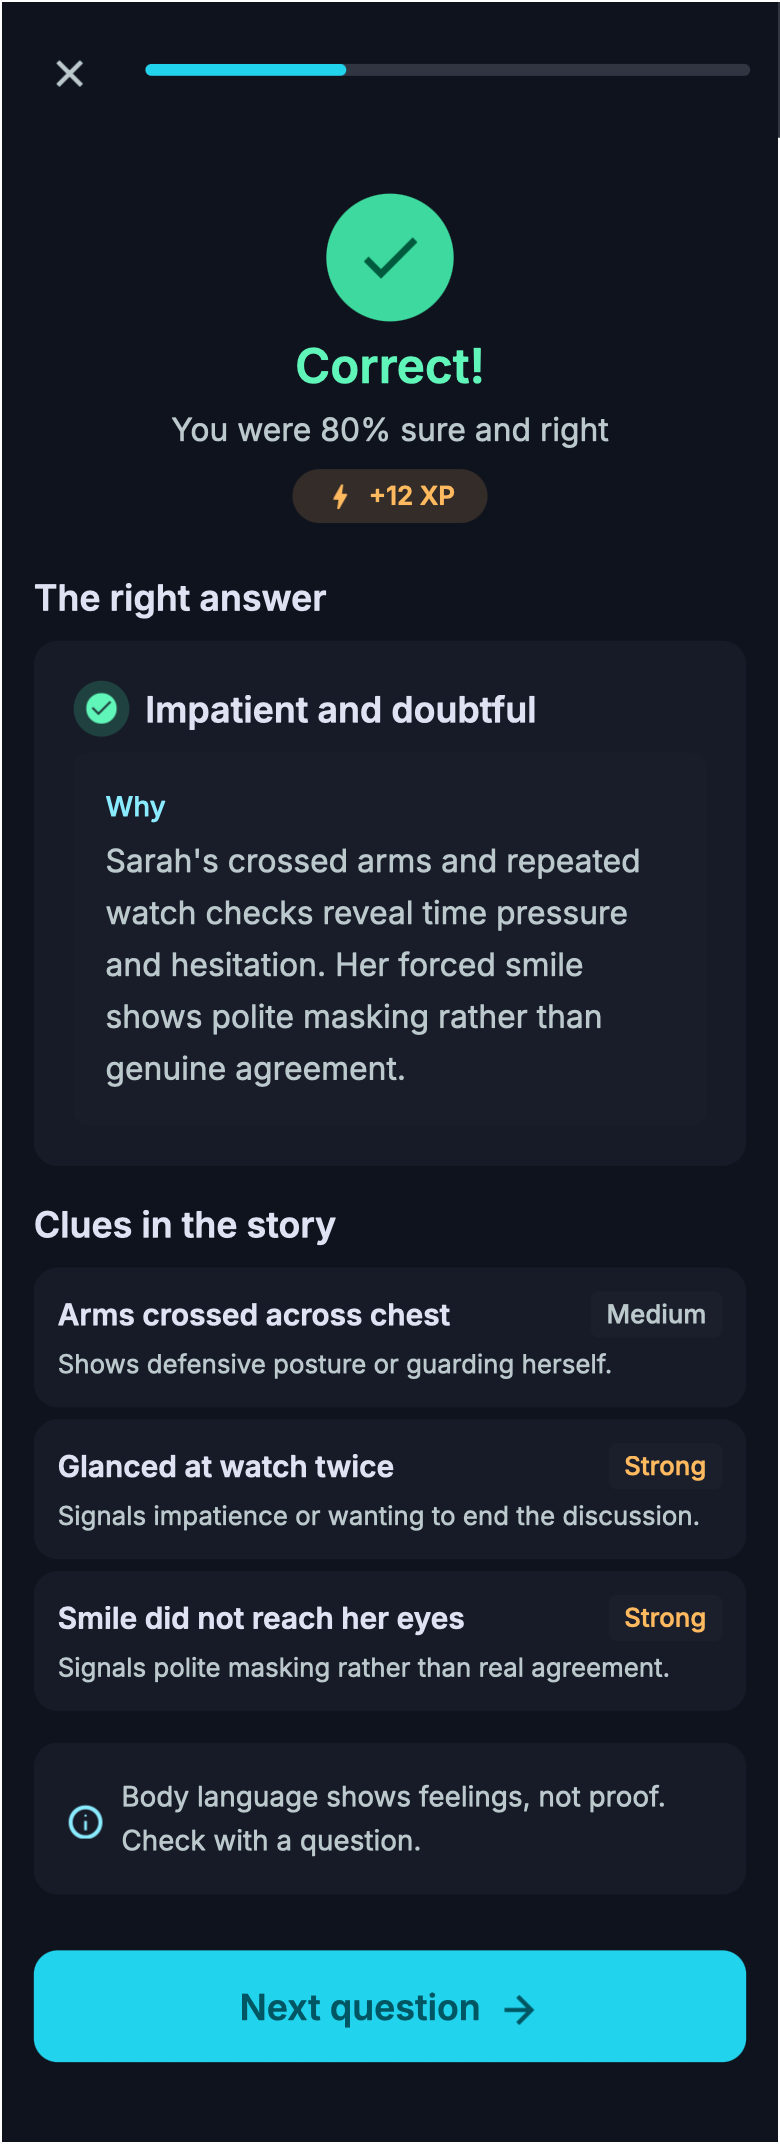 Correct!
You were 80% sure and right
+12 XP
The right answer
Impatient and doubtful
Why
Sarah's crossed arms and repeated
watch checks reveal time pressure
and hesitation. Her forced smile
shows polite masking rather than
genuine agreement.
Clues in the story
Arms crossed across chest
Medium
Shows defensive posture or guarding herself.
Glanced at watch twice
Strong
Signals impatience or wanting to end the discussion.
Smile did not reach her eyes
Strong
Signals polite masking rather than real agreement.
Body language shows feelings, not proof.
Check with a question.
Next question →